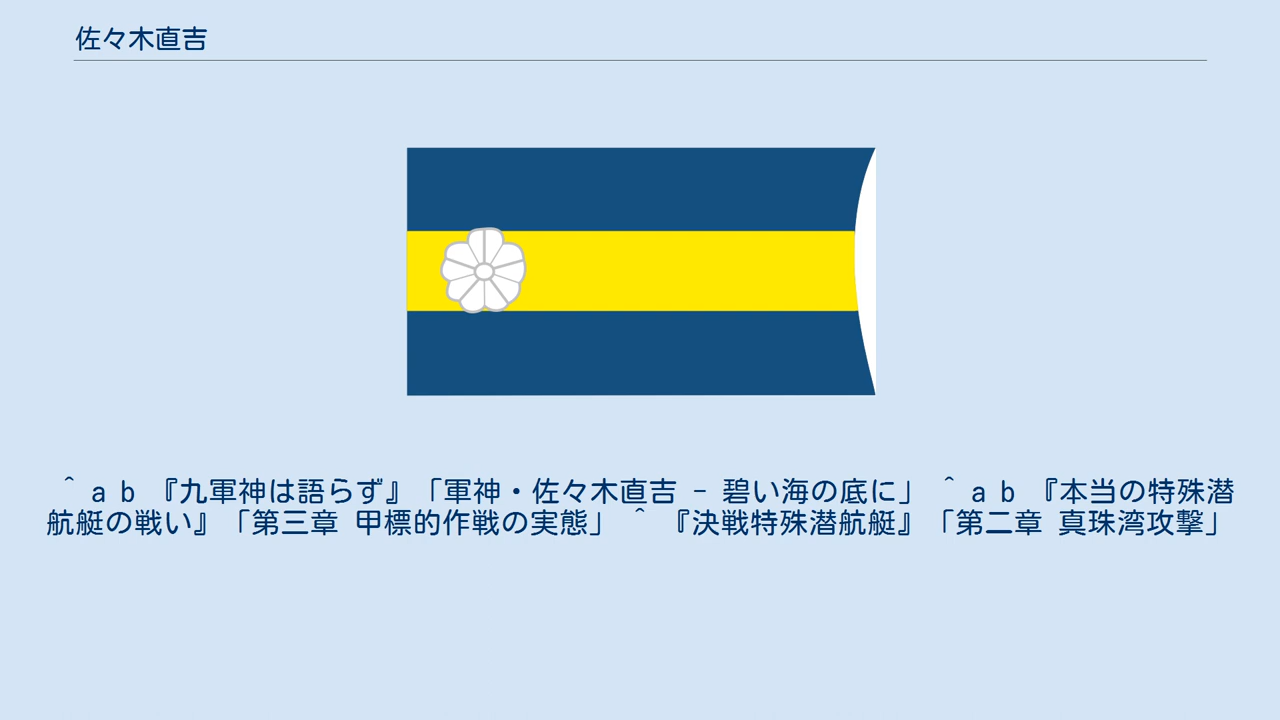 佐々木直吉
^ a b 『九軍神は語らず』「軍神・佐々木直吉 － 碧い海の底に」 ^ a b 『本当の特殊潜
航艇の戦い』「第三章 甲標的作戦の実態」 ^ 『決戦特殊潜航艇』「第二章 真珠湾攻撃」